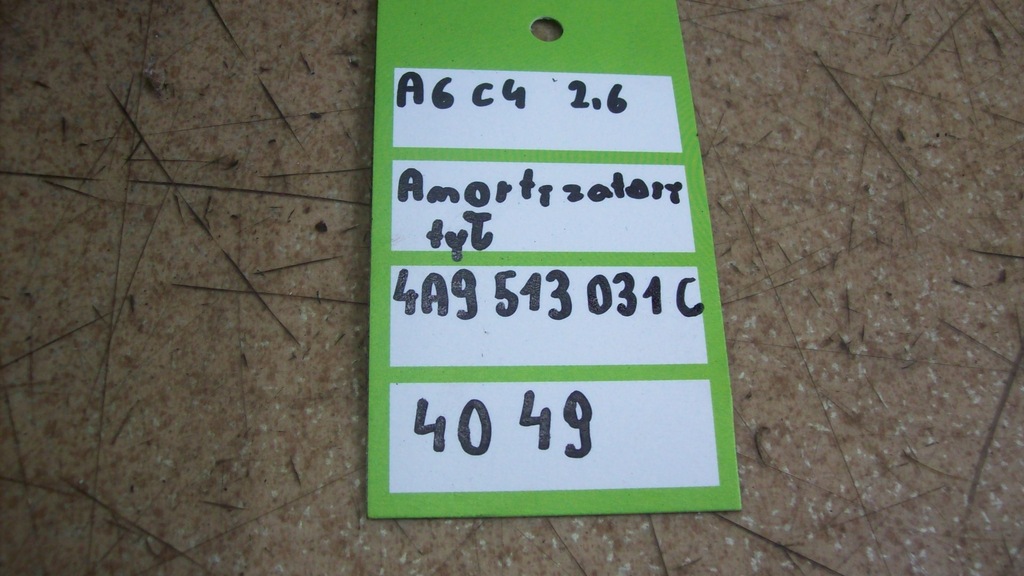 A6 C4 2.6
Amortyzatory
tył
4A9 513 031 C
40 49